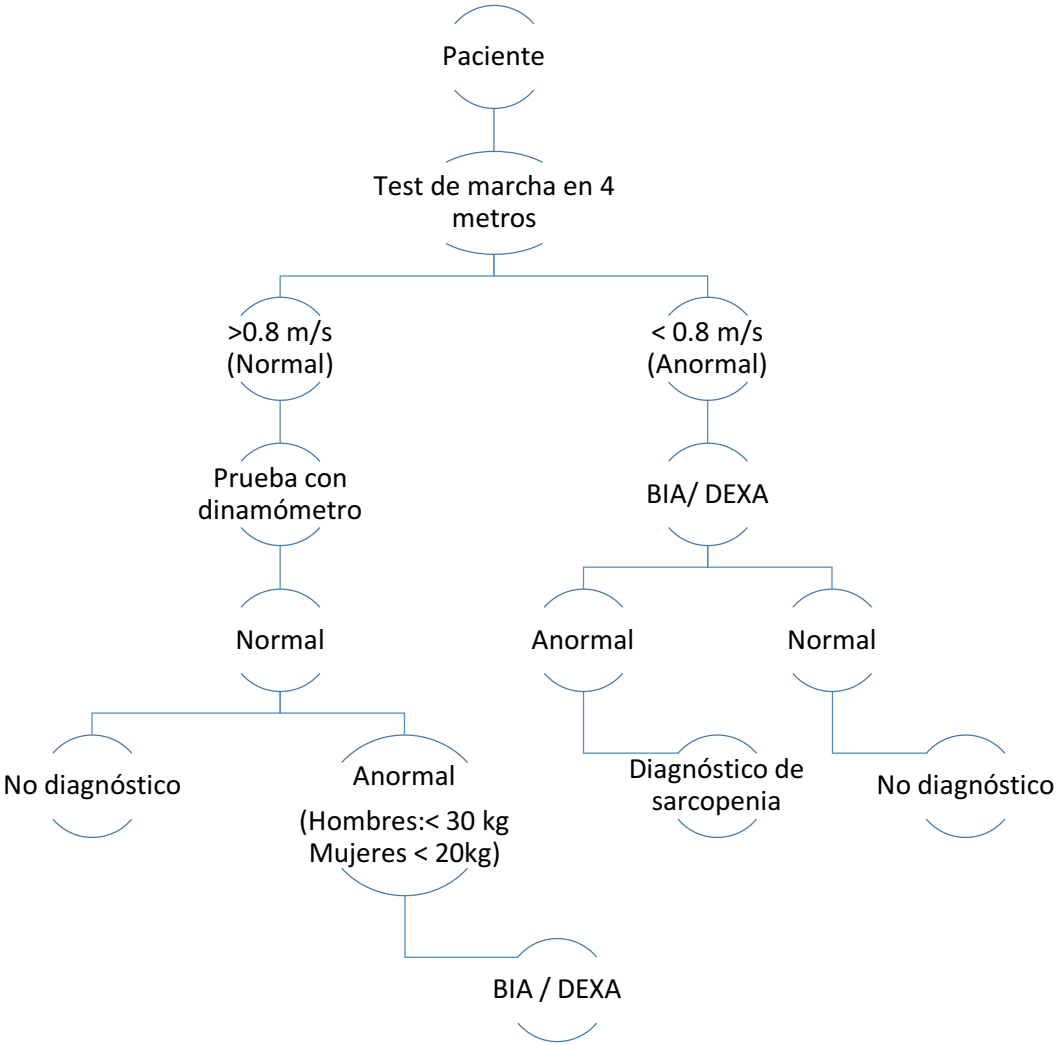 Paciente
Test de marcha en 4
metros
>0.8 m/s
(Normal)
< 0.8 m/s
(Anormal)
Prueba con
dinamómetro
BIA/ DEXA
Normal
Anormal
Normal
No diagnóstico
Anormal
(Hombres:< 30 kg
Mujeres < 20kg)
Diagnóstico de
sarcopenia
No diagnóstico
BIA / DEXA